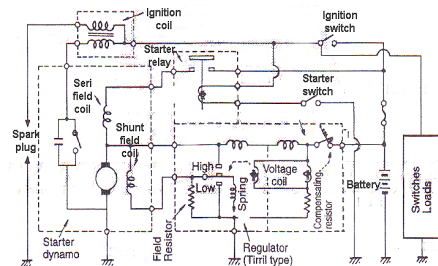 Ignition
coil
Ignition
switch
Starter
relay
Starter
switch
Seri
field
coil
Shunt
field
coil
Spark
plug
High
Low
Spring
Voltage
coil
Compensating
resistor
Battery
Switches
Loads
Starter
dynamo
Field
Resistor
Regulator
(Tirril type)